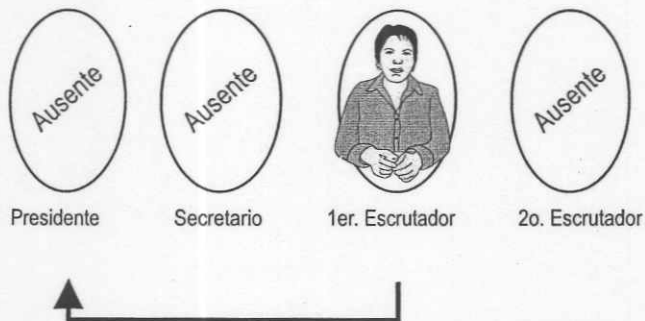 Ausente
Ausente
Ausente
Presidente
Secretario
1er. Escrutador
2o. Escrutador